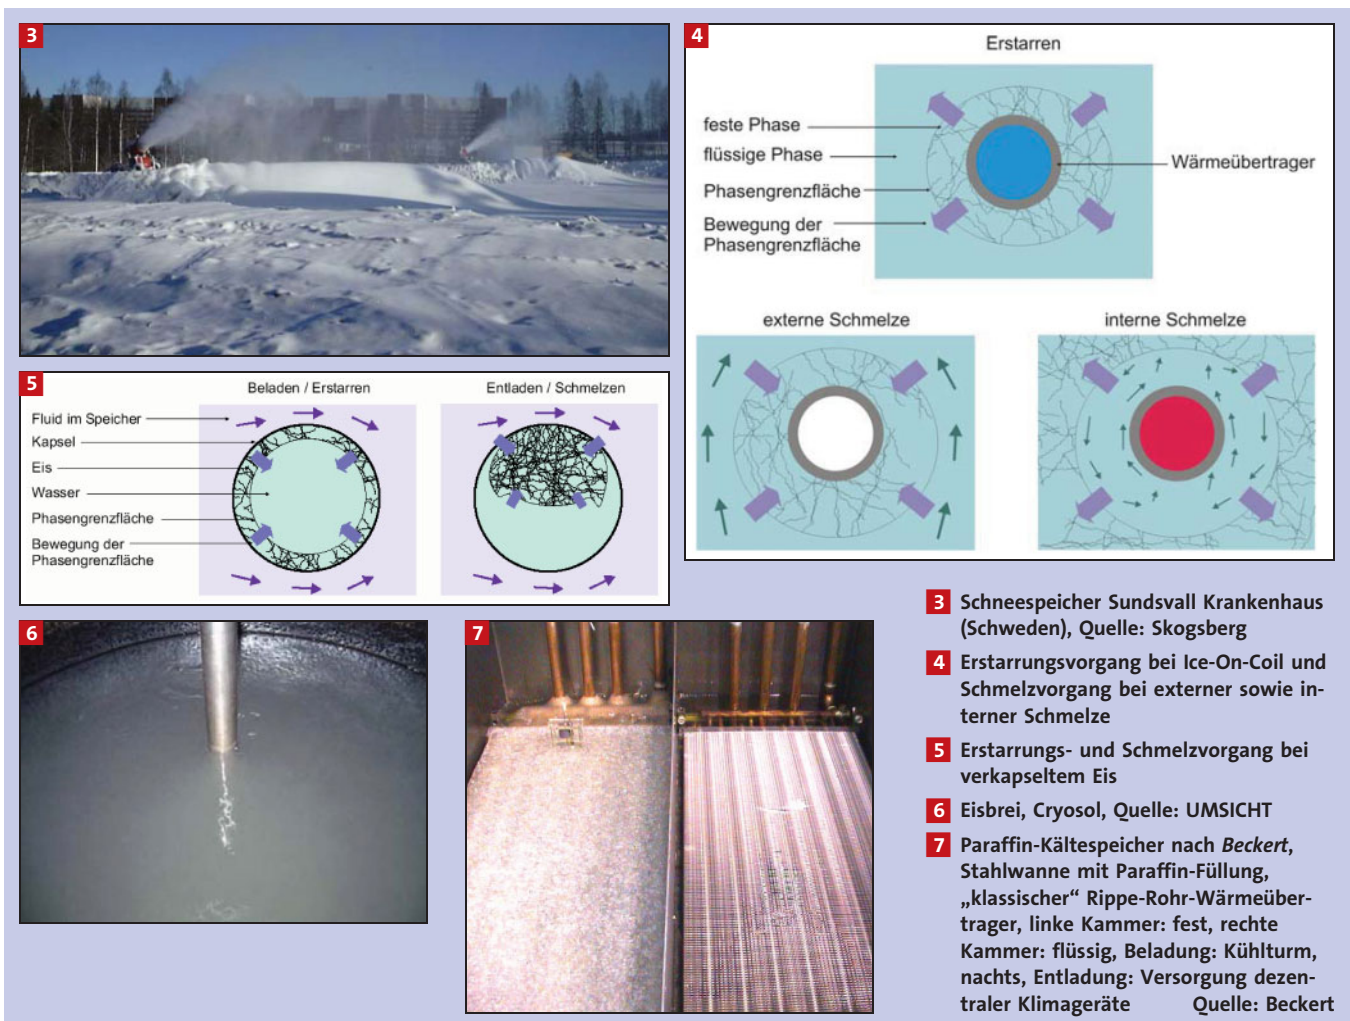 3
4
Erstarren
feste Phase
flüssige Phase
Phasengrenzfläche
Bewegung der
Phasengrenzfläche
Wärmeübertrager
externe Schmelze
interne Schmelze
5
Beladen / Erstarren
Entladen / Schmelzen
Fluid im Speicher
Kapsel
Eis
Wasser
Phasengrenzfläche
Bewegung der
Phasengrenzfläche
6
7
3 Schneespeicher Sundsvall Krankenhaus
(Schweden), Quelle: Skogsberg
4 Erstarrungsvorgang bei Ice-On-Coil und
Schmelzvorgang bei externer sowie in-
terner Schmelze
5 Erstarrungs- und Schmelzvorgang bei
verkapseltem Eis
6 Eisbrei, Cryosol, Quelle: UMSICHT
7 Paraffin-Kältespeicher nach Beckert,
Stahlwanne mit Paraffin-Füllung,
„klassischer“ Rippe-Rohr-Wärmeüber-
trager, linke Kammer: fest, rechte
Kammer: flüssig, Beladung: Kühlturm,
nachts, Entladung: Versorgung dezen-
traler Klimageräte Quelle: Beckert